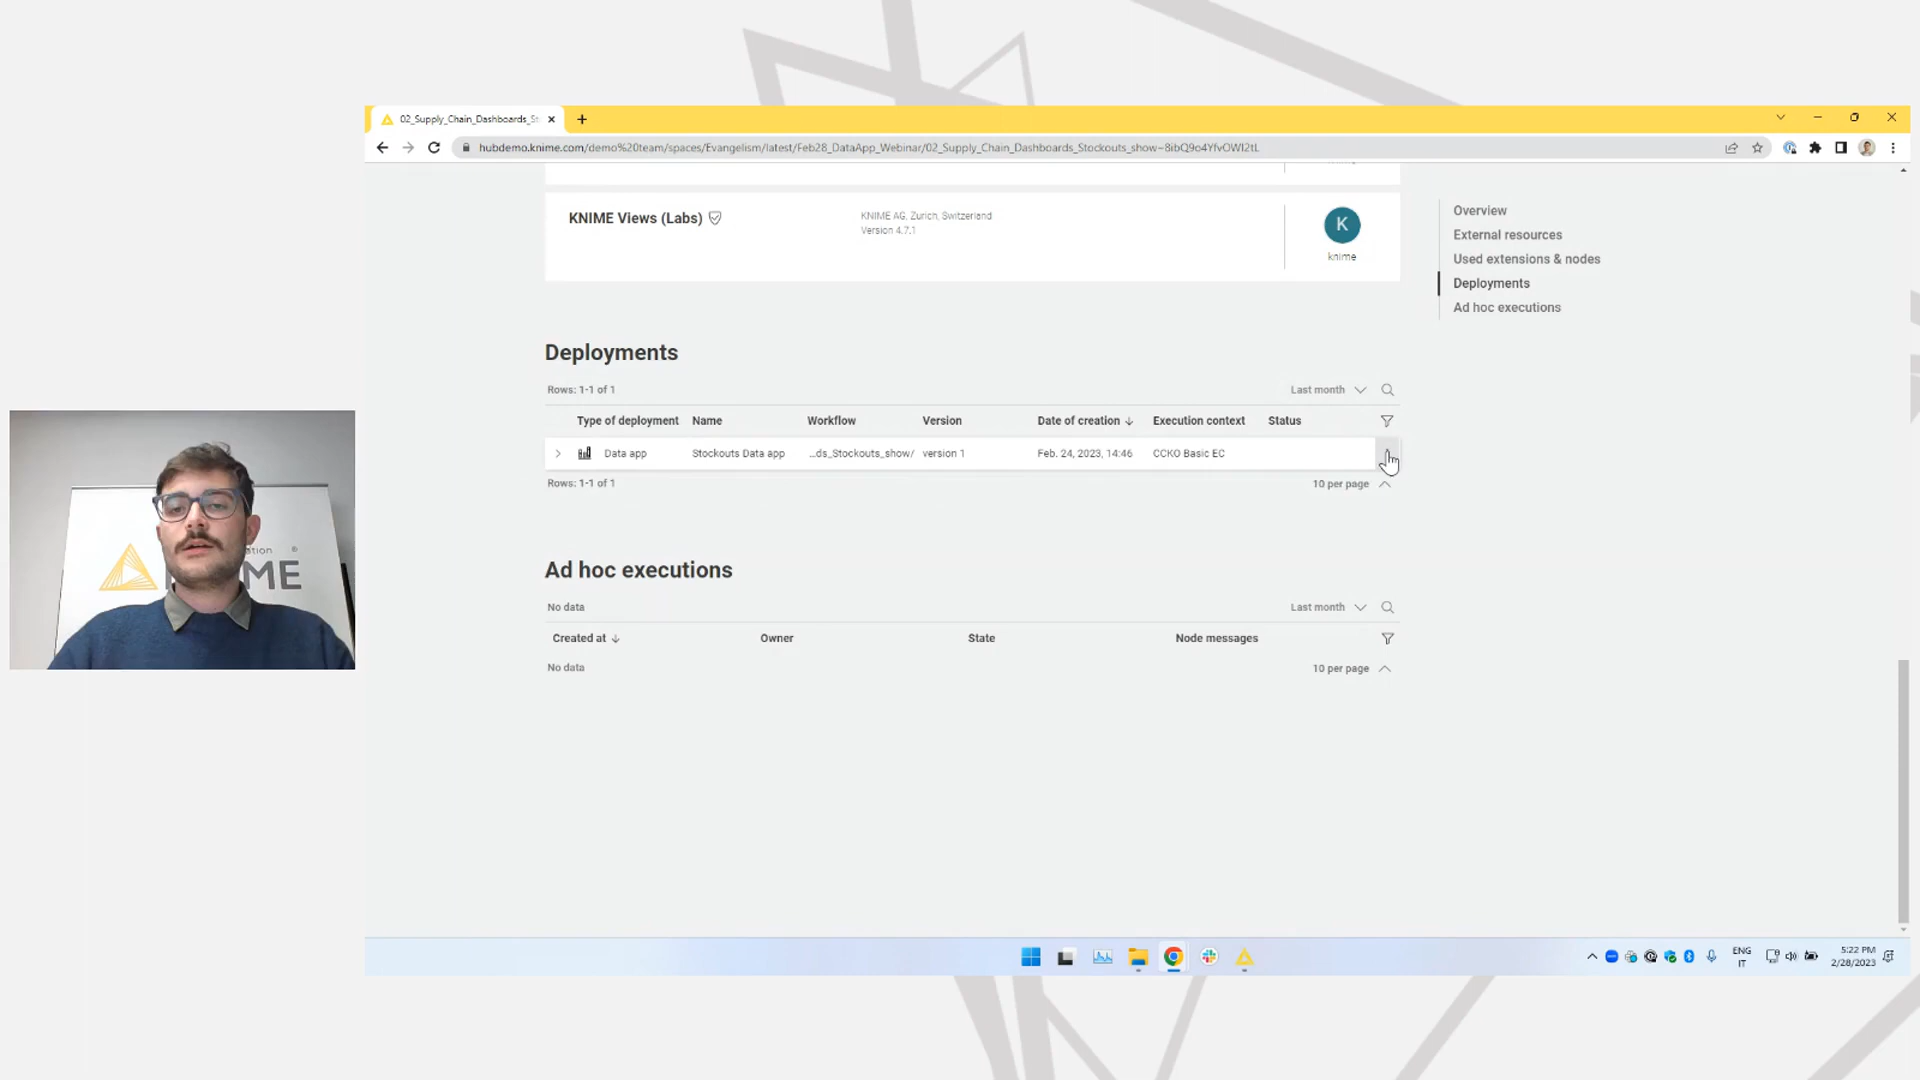 02_Supply_Chain_Dashboards_St
hubdemo.knime.com/demo%20team/spaces/Evangelism/latest/Feb28_DataApp_Webinar/02_Supply_Chain_Dashboards_Stockouts_show~8ibQ9o4YfvOWI2tL
KNIME Views (Labs)
KNIME AG, Zurich, Switzerland
Version 4.7.1
K
knime
Overview
External resources
Used extensions & nodes
Deployments
Ad hoc executions
Deployments
Rows: 1-1 of 1
Last month
Type of deployment Name Workflow Version Date of creation Execution context Status
Data app Stockouts Data app ...ds_Stockouts_show/ version 1 Feb. 24, 2023, 14:46 CCKO Basic EC
Rows: 1-1 of 1
10 per page
Ad hoc executions
No data
Last month
Created at Owner State Node messages
No data
10 per page
ENG
IT
5:22 PM
2/28/2023